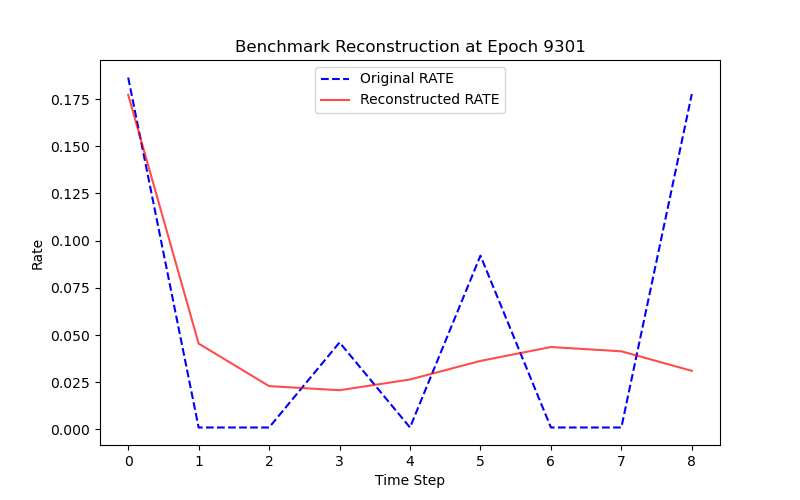 Benchmark Reconstruction at Epoch 9301
Original RATE
Reconstructed RATE
0.175
0.150
0.125
0.100
0.075
0.050
0.025
0.000
Rate
0 1 2 3 4 5 6 7 8
Time Step